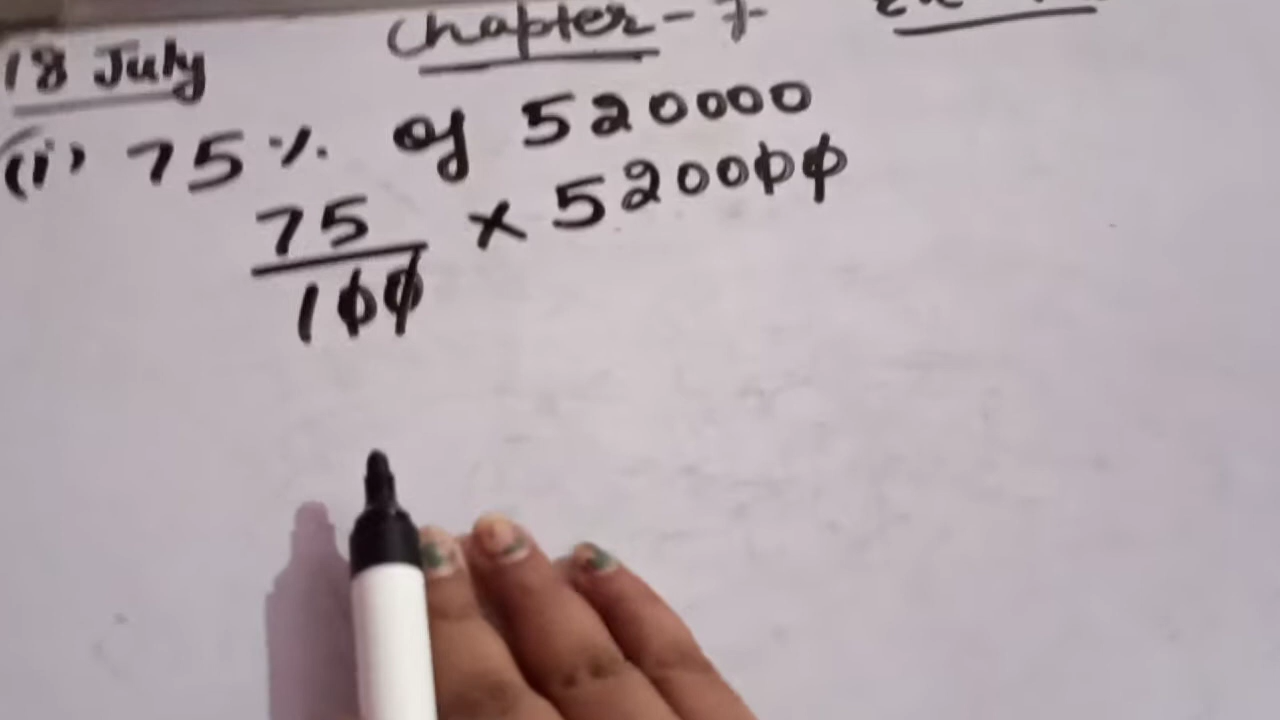 18 July Chapter - 7
(i) 75% of 520000
75
100 × 520000